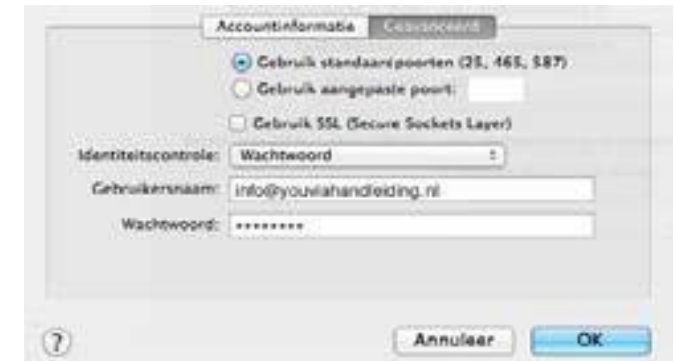 Accountinformatie Geavanceerd
Gebruik standaardpoorten (25, 465, 587)
Gebruik aangepaste poort:
Gebruik SSL (Secure Sockets Layer)
Identiteitscontrole: Wachtwoord
Gebruikersnaam: info@youviahandleiding.nl
Wachtwoord: ••••••••
? Annuleer OK